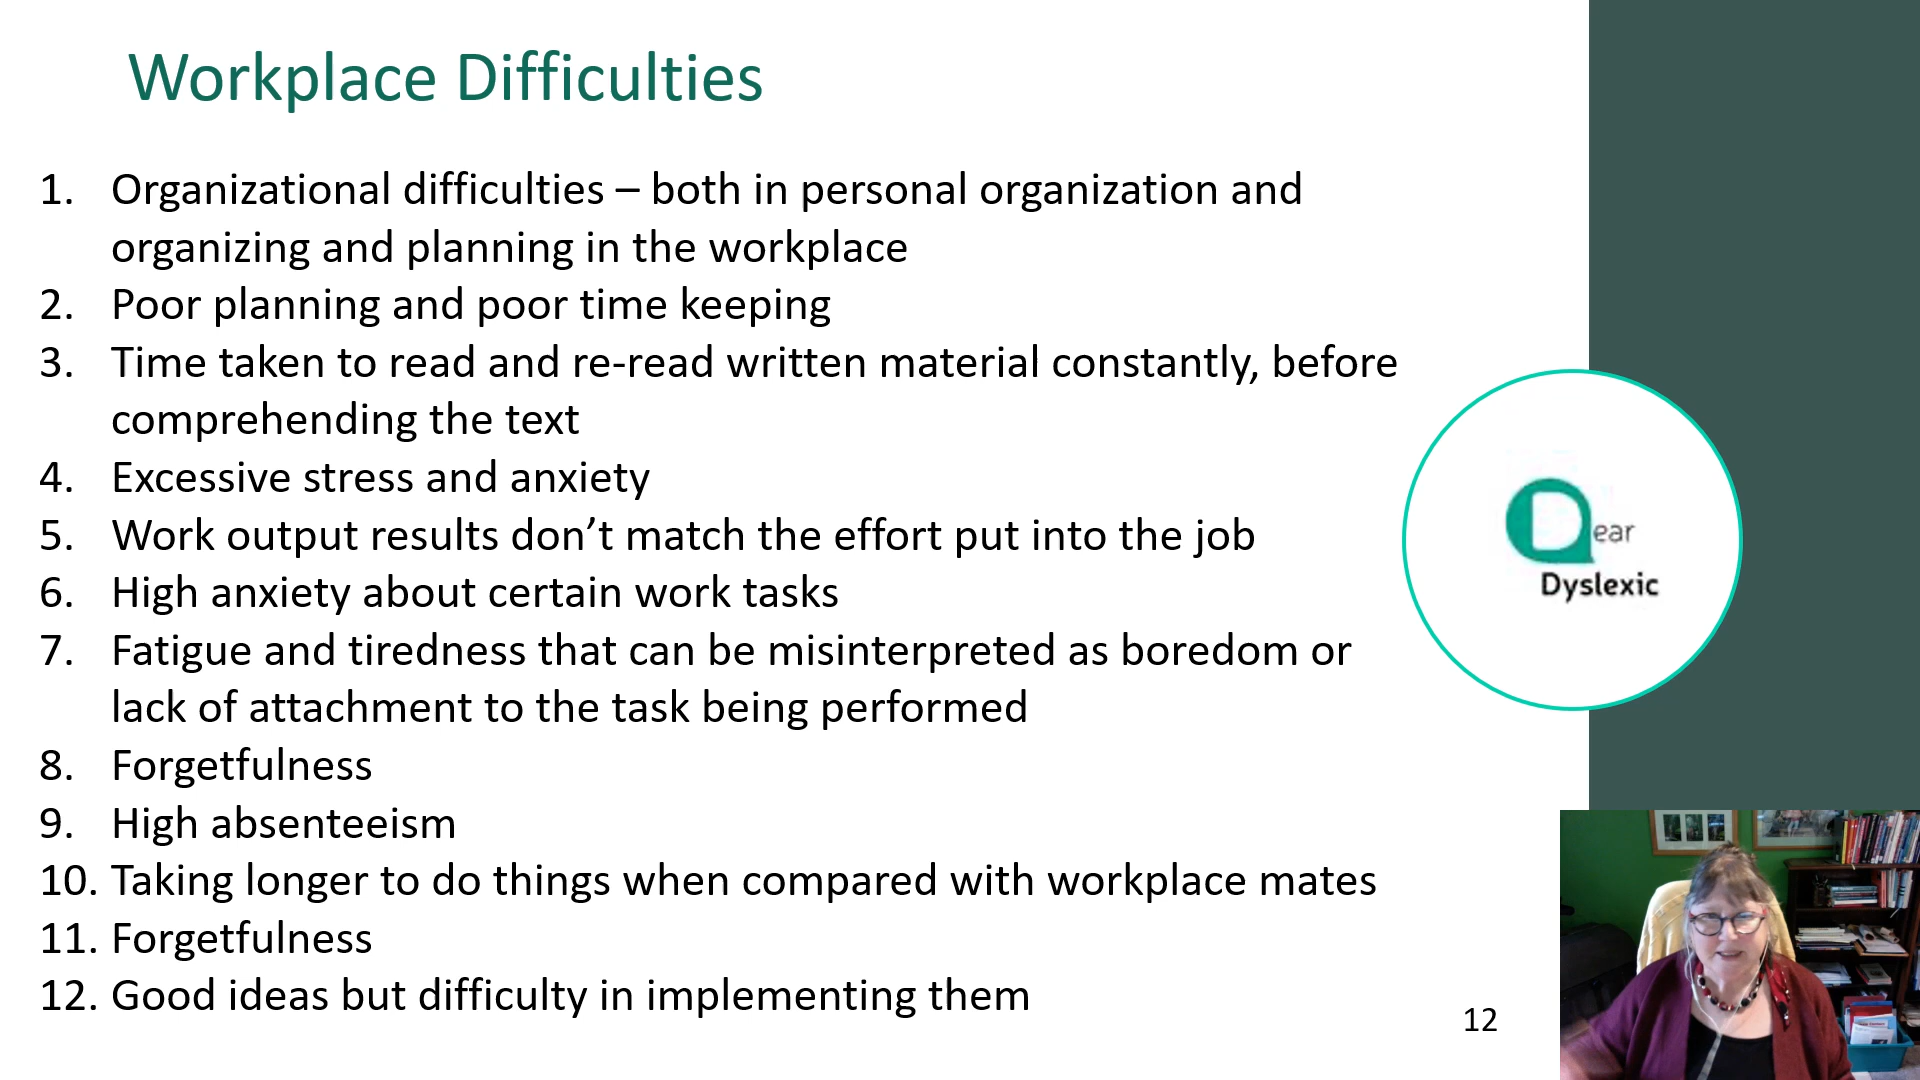 Workplace Difficulties
1. Organizational difficulties – both in personal organization and
organizing and planning in the workplace
2. Poor planning and poor time keeping
3. Time taken to read and re-read written material constantly, before
comprehending the text
4. Excessive stress and anxiety
5. Work output results don’t match the effort put into the job
6. High anxiety about certain work tasks
7. Fatigue and tiredness that can be misinterpreted as boredom or
lack of attachment to the task being performed
8. Forgetfulness
9. High absenteeism
10. Taking longer to do things when compared with workplace mates
11. Forgetfulness
12. Good ideas but difficulty in implementing them
Dear
Dyslexic
12